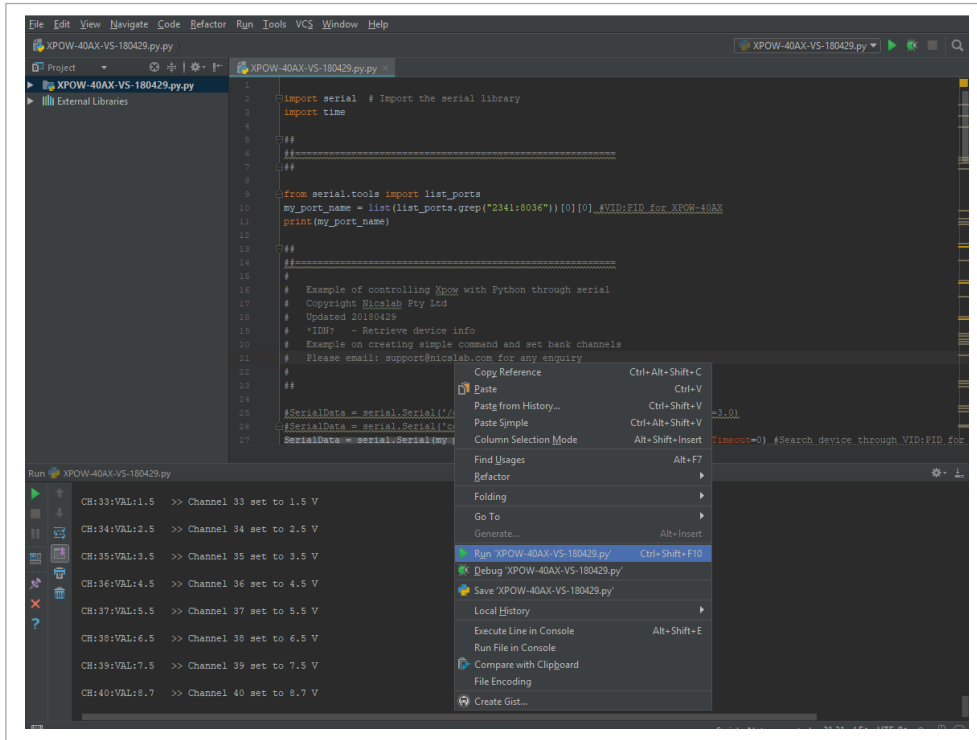 File Edit View Navigate Code Refactor Run Tools VCS Window Help
XPOW-40AX-VS-180429.py.py
XPOW-40AX-VS-180429.py
Project
XPOW-40AX-VS-180429.py.py
XPOW-40AX-VS-180429.py.py
External Libraries
1
2 import serial # Import the serial library
3 import time
4
5 ##
6 ##========================================================
7 ##
8
9 from serial.tools import list_ports
10 my_port_name = list(list_ports.grep("2341:8036"))[0][0] #VID:PID for XPOW-40AX
11 print(my_port_name)
12
13 ##
14 ##========================================================
15 #
16 # Example of controlling Xpow with Python through serial
17 # Copyright Nicslab Pty Ltd
18 # Updated 20180429
19 # *IDN? - Retrieve device info
20 # Example on creating simple command and set bank channels
21 # Please email: support@nicslab.com for any enquiry
22 #
23 ##
24
25 #SerialData = serial.Serial('/ =3.0)
26 #SerialData = serial.Serial('
27 SerialData = serial.Serial(my Timeout=0) #Search device through VID:PID for
Copy Reference Ctrl+Alt+Shift+C
Paste Ctrl+V
Paste from History... Ctrl+Shift+V
Paste Simple Ctrl+Alt+Shift+V
Column Selection Mode Alt+Shift+Insert
Find Usages Alt+F7
Refactor
Folding
Go To
Generate... Alt+Insert
Run 'XPOW-40AX-VS-180429.py' Ctrl+Shift+F10
Debug 'XPOW-40AX-VS-180429.py'
Save 'XPOW-40AX-VS-180429.py'
Local History
Execute Line in Console Alt+Shift+E
Run File in Console
Compare with Clipboard
File Encoding
Create Gist...
Run XPOW-40AX-VS-180429.py
CH:33:VAL:1.5 >> Channel 33 set to 1.5 V
CH:34:VAL:2.5 >> Channel 34 set to 2.5 V
CH:35:VAL:3.5 >> Channel 35 set to 3.5 V
CH:36:VAL:4.5 >> Channel 36 set to 4.5 V
CH:37:VAL:5.5 >> Channel 37 set to 5.5 V
CH:38:VAL:6.5 >> Channel 38 set to 6.5 V
CH:39:VAL:7.5 >> Channel 39 set to 7.5 V
CH:40:VAL:8.7 >> Channel 40 set to 8.7 V